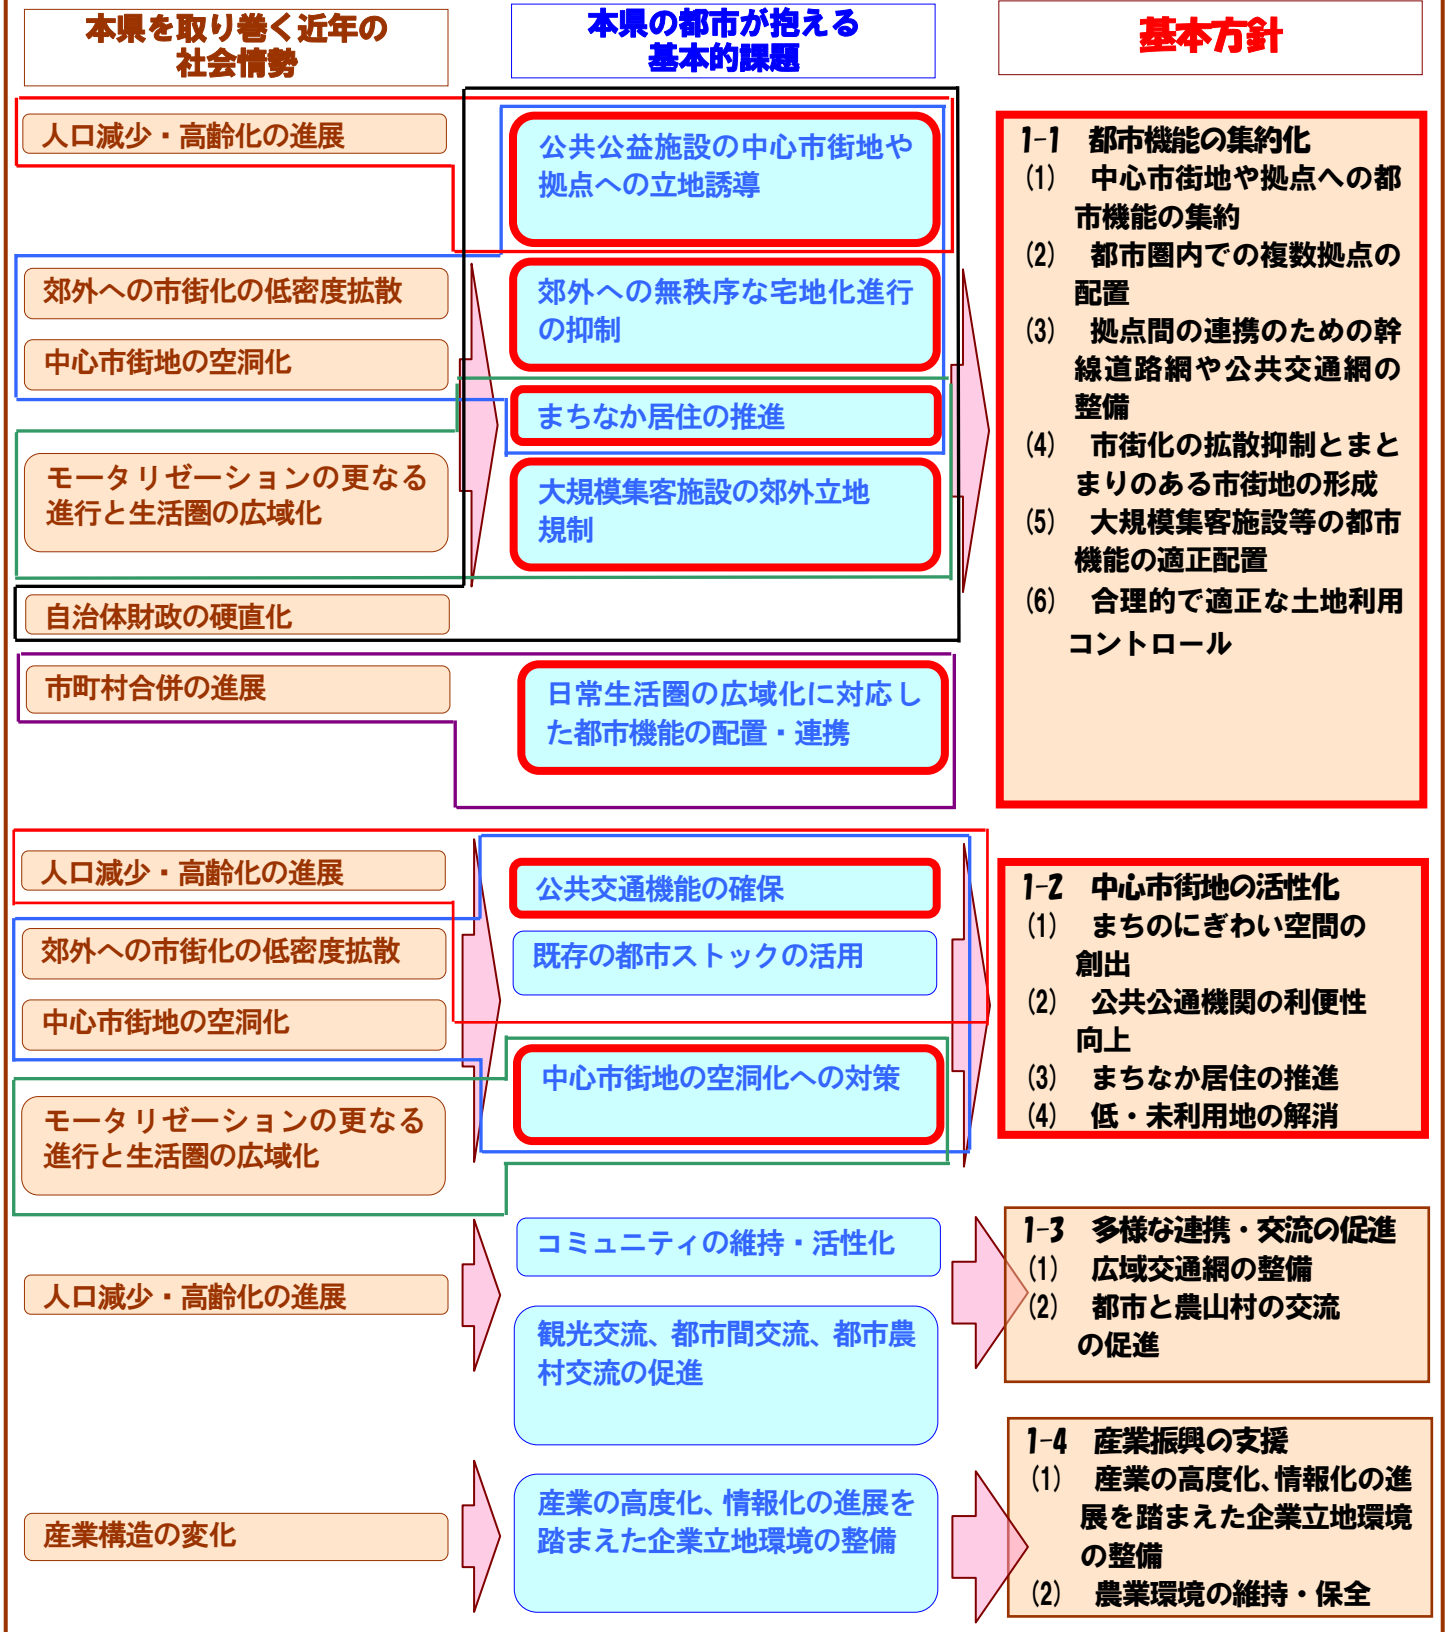 本県を取り巻く近年の
社会情勢
本県の都市が抱える
基本的課題
基本方針
人口減少・高齢化の進展
郊外への市街化の低密度拡散
中心市街地の空洞化
モータリゼーションの更なる
進行と生活圏の広域化
自治体財政の硬直化
市町村合併の進展
公共公益施設の中心市街地や
拠点への立地誘導
郊外への無秩序な宅地化進行
の抑制
まちなか居住の推進
大規模集客施設の郊外立地
規制
日常生活圏の広域化に対応し
た都市機能の配置・連携
1-1 都市機能の集約化
(1) 中心市街地や拠点への都
市機能の集約
(2) 都市圏内での複数拠点の
配置
(3) 拠点間の連携のための幹
線道路網や公共交通網の
整備
(4) 市街化の拡散抑制とまと
まりのある市街地の形成
(5) 大規模集客施設等の都市
機能の適正配置
(6) 合理的で適正な土地利用
コントロール
人口減少・高齢化の進展
郊外への市街化の低密度拡散
中心市街地の空洞化
モータリゼーションの更なる
進行と生活圏の広域化
公共交通機能の確保
既存の都市ストックの活用
中心市街地の空洞化への対策
1-2 中心市街地の活性化
(1) まちのにぎわい空間の
創出
(2) 公共公通機関の利便性
向上
(3) まちなか居住の推進
(4) 低・未利用地の解消
人口減少・高齢化の進展
コミュニティの維持・活性化
観光交流、都市間交流、都市農
村交流の促進
1-3 多様な連携・交流の促進
(1) 広域交通網の整備
(2) 都市と農山村の交流
の促進
産業構造の変化
産業の高度化、情報化の進展を
踏まえた企業立地環境の整備
1-4 産業振興の支援
(1) 産業の高度化、情報化の進
展を踏まえた企業立地環境
の整備
(2) 農業環境の維持・保全